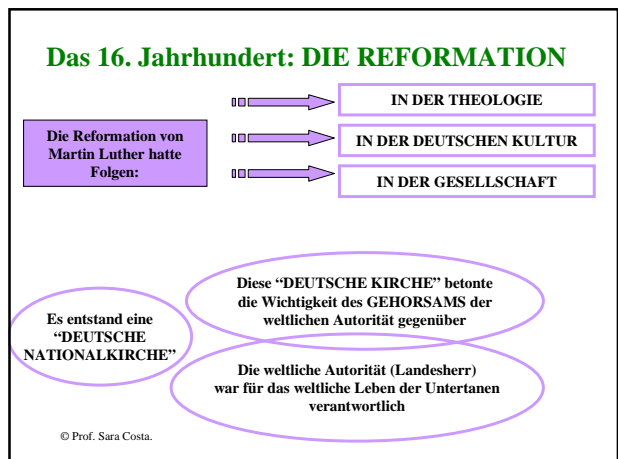 Das 16. Jahrhundert: DIE REFORMATION
Die Reformation von
Martin Luther hatte
Folgen:
IN DER THEOLOGIE
IN DER DEUTSCHEN KULTUR
IN DER GESELLSCHAFT
Es entstand eine
“DEUTSCHE
NATIONALKIRCHE”
Diese “DEUTSCHE KIRCHE” betonte
die Wichtigkeit des GEHORSAMS der
weltlichen Autorität gegenüber
Die weltliche Autorität (Landesherr)
war für das weltliche Leben der Untertanen
verantwortlich
© Prof. Sara Costa.